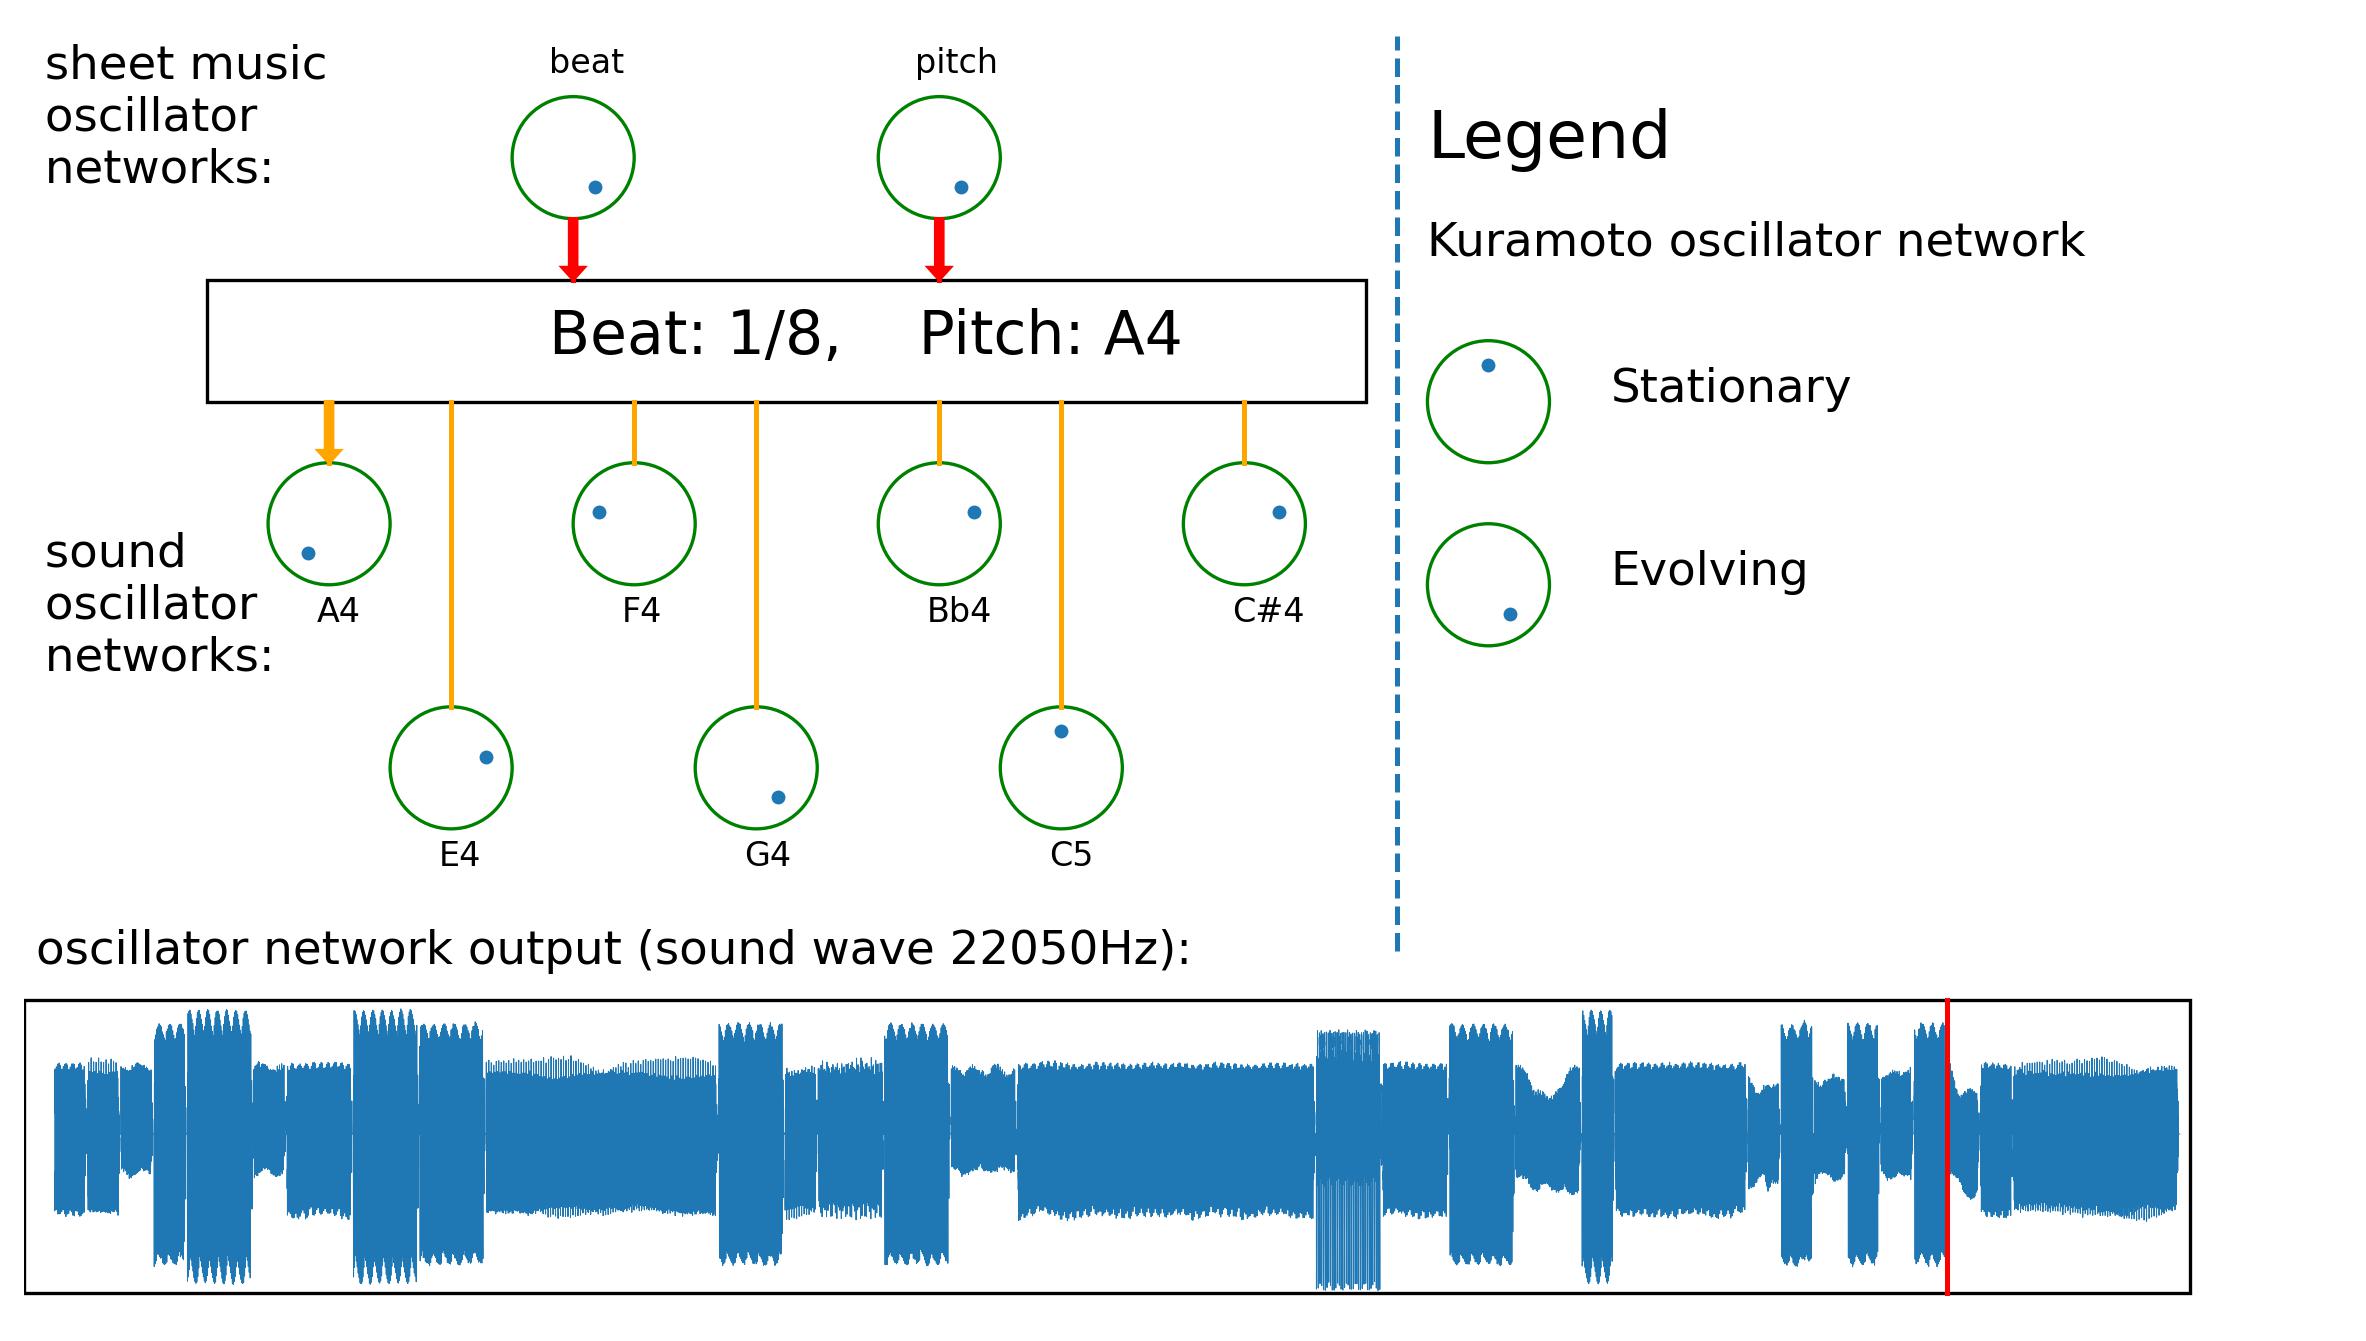 sheet music
oscillator
networks:
beat
pitch
Beat: 1/8, Pitch: A4
sound
oscillator
networks:
A4
F4
Bb4
C#4
E4
G4
C5
Legend
Kuramoto oscillator network
Stationary
Evolving
oscillator network output (sound wave 22050Hz):